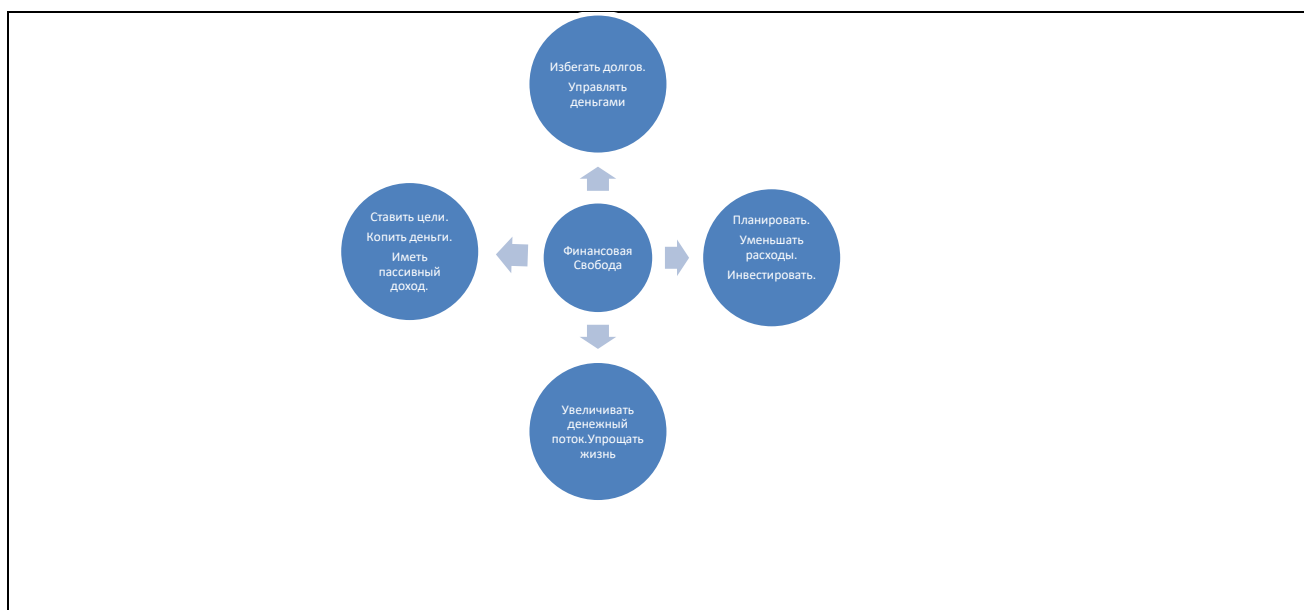 Избегать долгов.
Управлять
деньгами
Ставить цели.
Копить деньги.
Иметь
пассивный
доход.
Финансовая
Свобода
Планировать.
Уменьшать
расходы.
Инвестировать.
Увеличивать
денежный
поток.Упрощать
жизнь